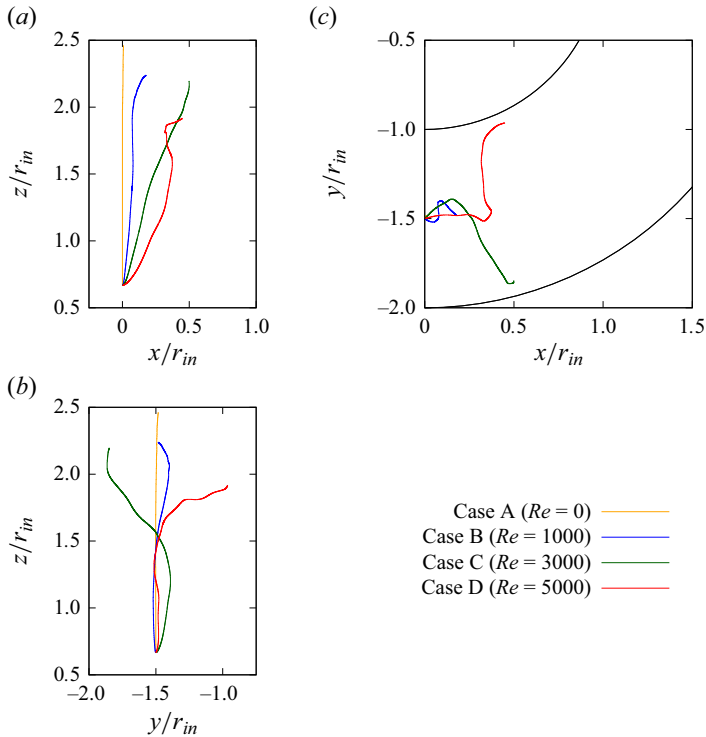 (a)
2.5
2.0
1.5
1.0
0.5
z/r_in
0 0.5 1.0
x/r_in
(c)
–0.5
–1.0
–1.5
–2.0
y/r_in
0 0.5 1.0 1.5
x/r_in
(b)
2.5
2.0
1.5
1.0
0.5
z/r_in
–2.0 –1.5 –1.0
y/r_in
Case A (Re = 0)
Case B (Re = 1000)
Case C (Re = 3000)
Case D (Re = 5000)